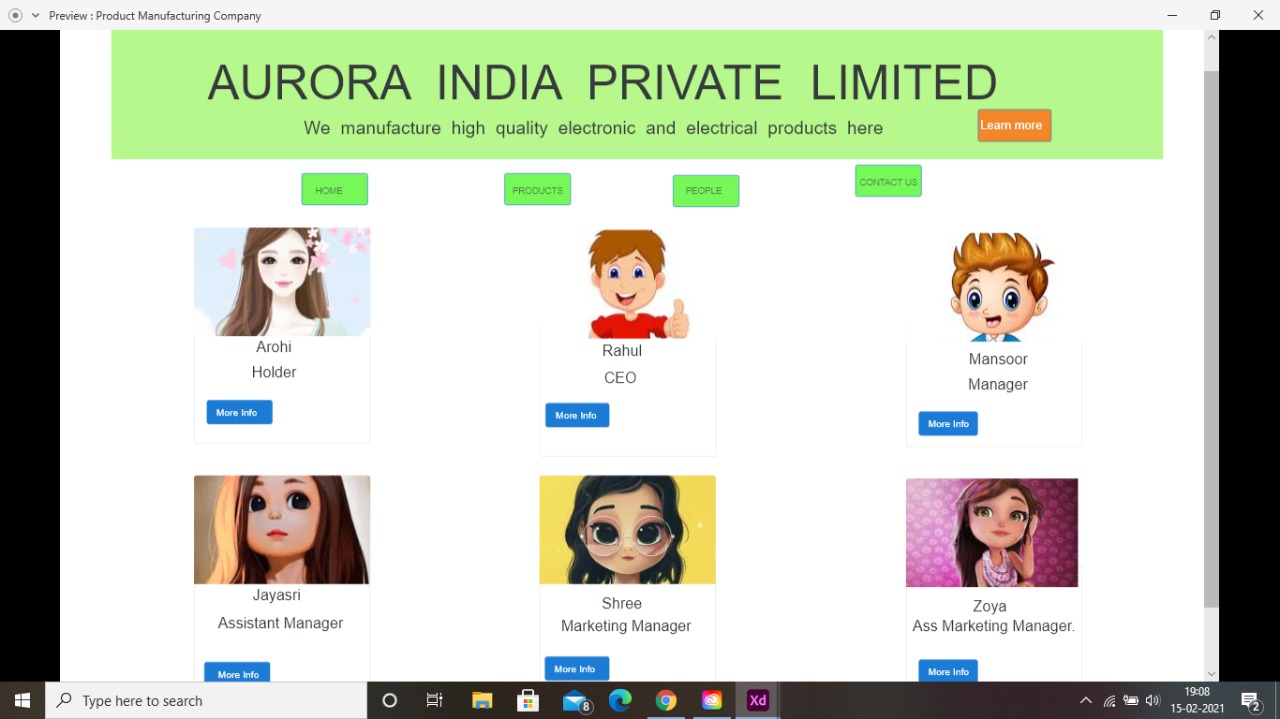 Preview : Product Manufacturing Company
AURORA INDIA PRIVATE LIMITED
We manufacture high quality electronic and electrical products here
Learn more
HOME
PRODUCTS
PEOPLE
CONTACT US
Arohi
Holder
More Info
Rahul
CEO
More Info
Mansoor
Manager
More Info
Jayasri
Assistant Manager
More Info
Shree
Marketing Manager
More Info
Zoya
Ass Marketing Manager.
More Info
Type here to search
8
Xd
19:08
15-02-2021
2